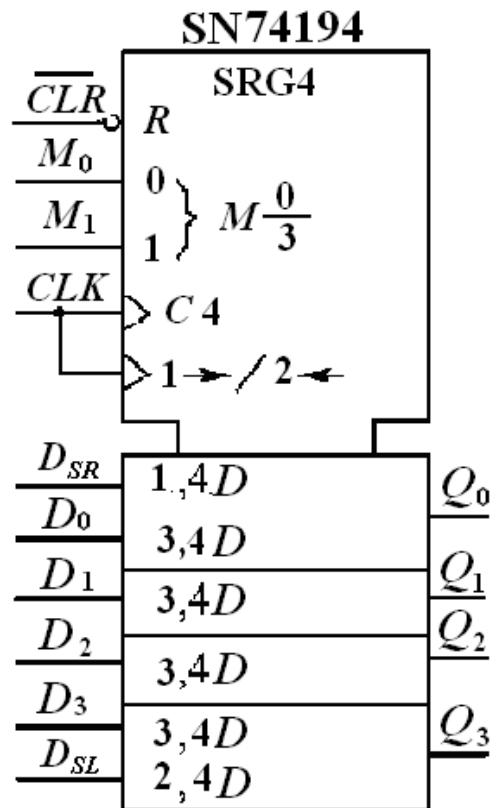 SN74194
SRG4
CLR R
M0 0
M 0/3
M1 1
CLK C4
1→/2←
DSR 1,4D Q0
D0 3,4D
D1 3,4D Q1
D2 3,4D Q2
D3 3,4D Q3
DSL 2,4D